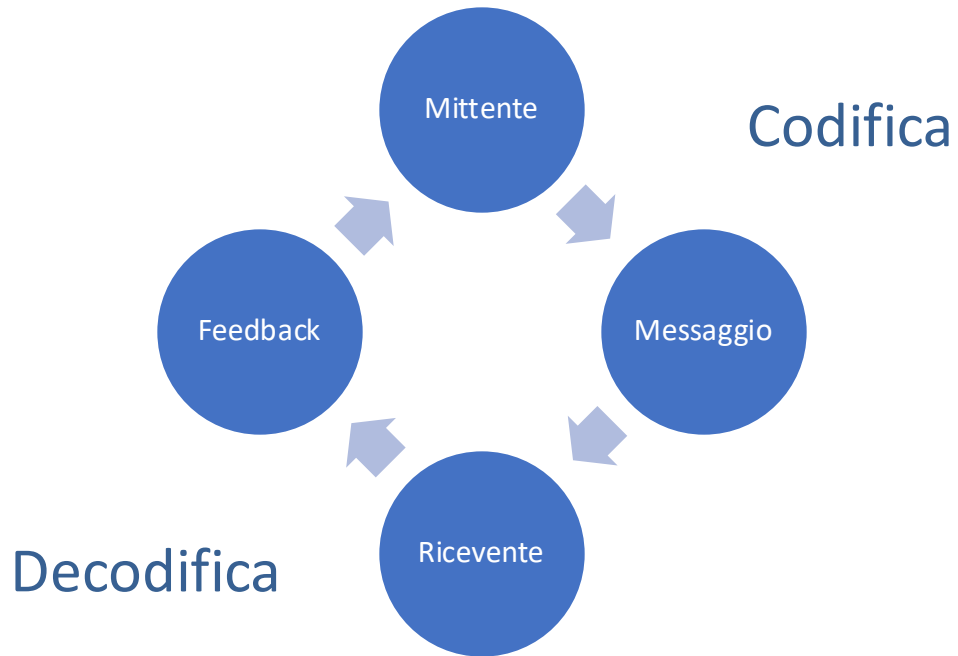 Mittente
Codifica
Feedback
Messaggio
Ricevente
Decodifica